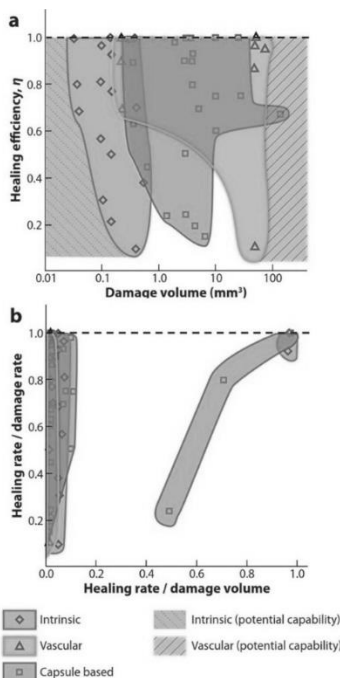 a
1.0
0.8
0.6
0.4
0.2
Healing efficiency, η
0.01 0.1 1.0 10 100
Damage volume (mm³)
b
1.0
0.8
0.6
0.4
0.2
Healing rate / damage rate
0.0 0.2 0.4 0.6 0.8 1.0
Healing rate / damage volume
Intrinsic
Intrinsic (potential capability)
Vascular
Vascular (potential capability)
Capsule based